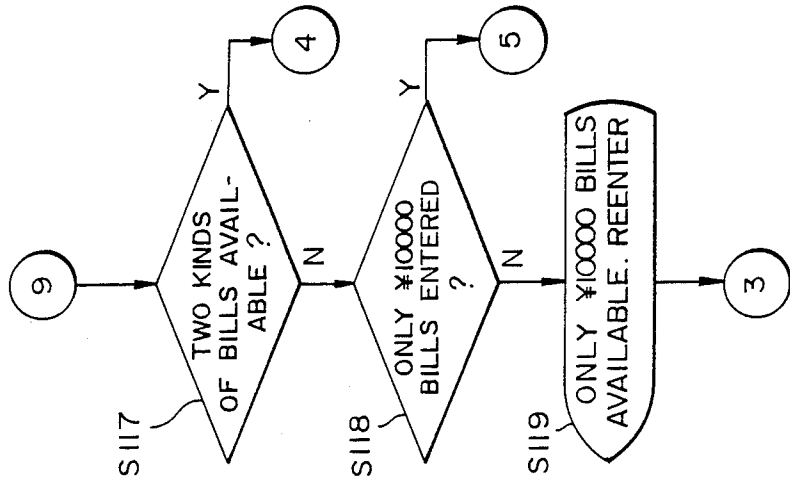 9
S117
TWO KINDS
OF BILLS AVAIL-
ABLE ?
Y
4
N
S118
ONLY ¥10000
BILLS ENTERED
?
Y
5
N
S119
ONLY ¥10000 BILLS
AVAILABLE. REENTER
3